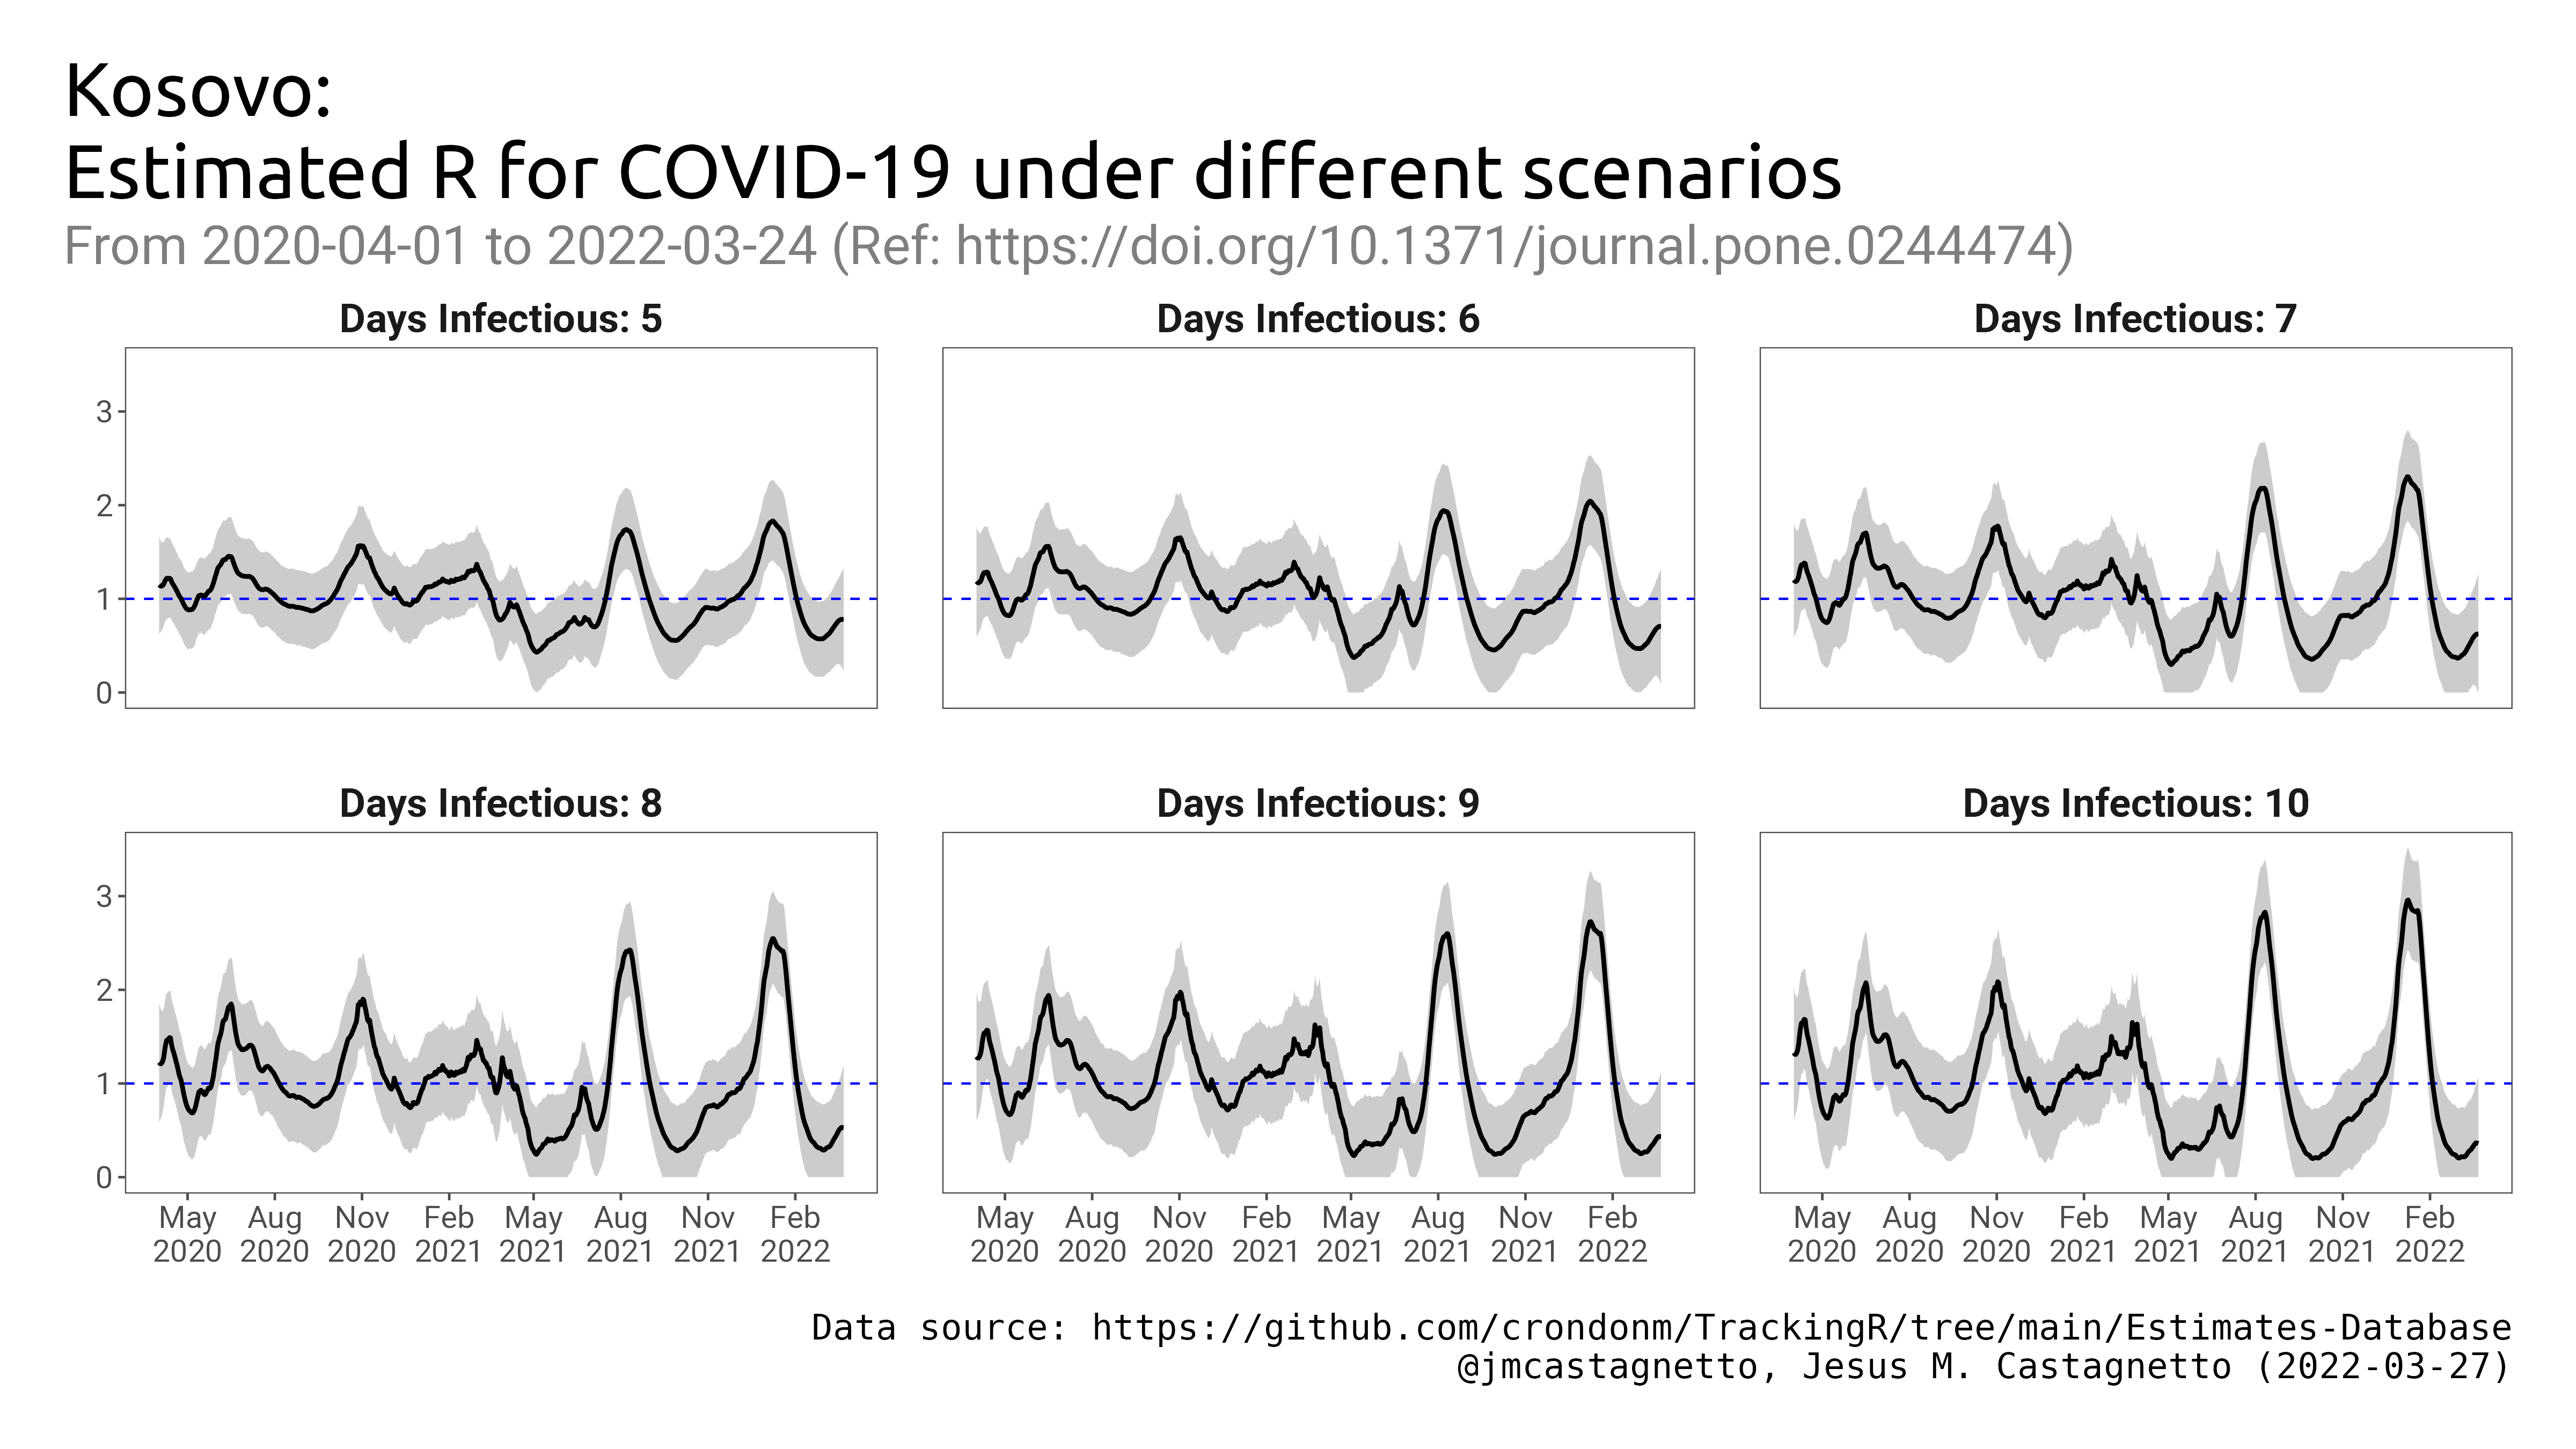 Kosovo:
Estimated R for COVID-19 under different scenarios
From 2020-04-01 to 2022-03-24 (Ref: https://doi.org/10.1371/journal.pone.0244474)
Days Infectious: 5
Days Infectious: 6
Days Infectious: 7
3
2
1
0
Days Infectious: 8
Days Infectious: 9
Days Infectious: 10
3
2
1
0
May Aug Nov Feb May Aug Nov Feb
2020 2020 2020 2021 2021 2021 2021 2022
May Aug Nov Feb May Aug Nov Feb
2020 2020 2020 2021 2021 2021 2021 2022
May Aug Nov Feb May Aug Nov Feb
2020 2020 2020 2021 2021 2021 2021 2022
Data source: https://github.com/crondonm/TrackingR/tree/main/Estimates-Database
@jmcastagnetto, Jesus M. Castagnetto (2022-03-27)